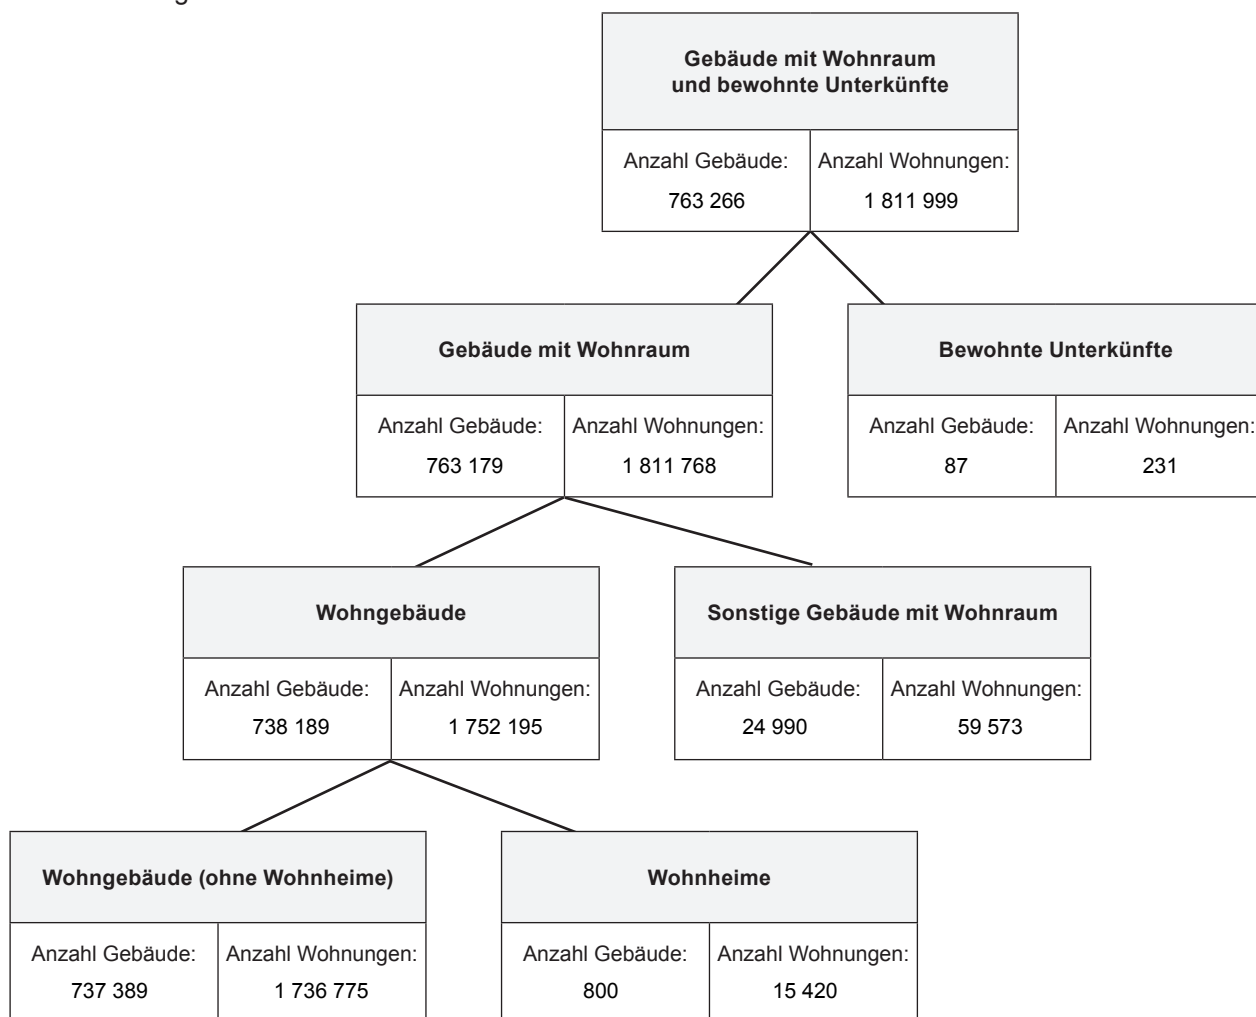 Gebäude mit Wohnraum
und bewohnte Unterkünfte
Anzahl Gebäude: Anzahl Wohnungen:
763 266 1 811 999
Gebäude mit Wohnraum Bewohnte Unterkünfte
Anzahl Gebäude: Anzahl Wohnungen: Anzahl Gebäude: Anzahl Wohnungen:
763 179 1 811 768 87 231
Wohngebäude Sonstige Gebäude mit Wohnraum
Anzahl Gebäude: Anzahl Wohnungen: Anzahl Gebäude: Anzahl Wohnungen:
738 189 1 752 195 24 990 59 573
Wohngebäude (ohne Wohnheime) Wohnheime
Anzahl Gebäude: Anzahl Wohnungen: Anzahl Gebäude: Anzahl Wohnungen:
737 389 1 736 775 800 15 420